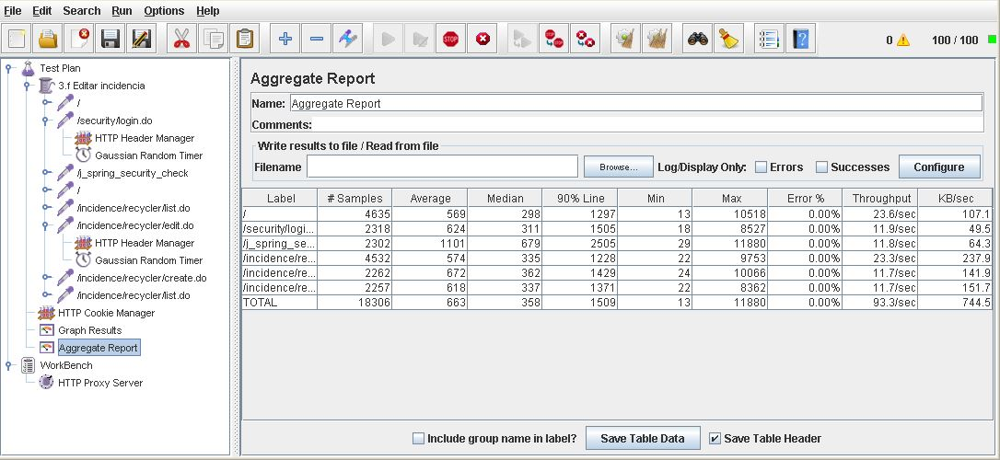 File Edit Search Run Options Help
0 100 / 100
Test Plan
3.f Editar incidencia
/
/security/login.do
HTTP Header Manager
Gaussian Random Timer
/j_spring_security_check
/
/incidence/recycler/list.do
/incidence/recycler/edit.do
HTTP Header Manager
Gaussian Random Timer
/incidence/recycler/create.do
/incidence/recycler/list.do
HTTP Cookie Manager
Graph Results
Aggregate Report
WorkBench
HTTP Proxy Server
Aggregate Report
Name: Aggregate Report
Comments:
Write results to file / Read from file
Filename Browse... Log/Display Only: Errors Successes Configure
Label # Samples Average Median 90% Line Min Max Error % Throughput KB/sec
/ 4635 569 298 1297 13 10518 0.00% 23.6/sec 107.1
/security/logi... 2318 624 311 1505 18 8527 0.00% 11.9/sec 49.5
/j_spring_se... 2302 1101 679 2505 29 11880 0.00% 11.8/sec 64.3
/incidence/re... 4532 574 335 1228 22 9753 0.00% 23.3/sec 237.9
/incidence/re... 2262 672 362 1429 24 10066 0.00% 11.7/sec 141.9
/incidence/re... 2257 618 337 1371 22 8362 0.00% 11.7/sec 151.7
TOTAL 18306 663 358 1509 13 11880 0.00% 93.3/sec 744.5
Include group name in label? Save Table Data Save Table Header